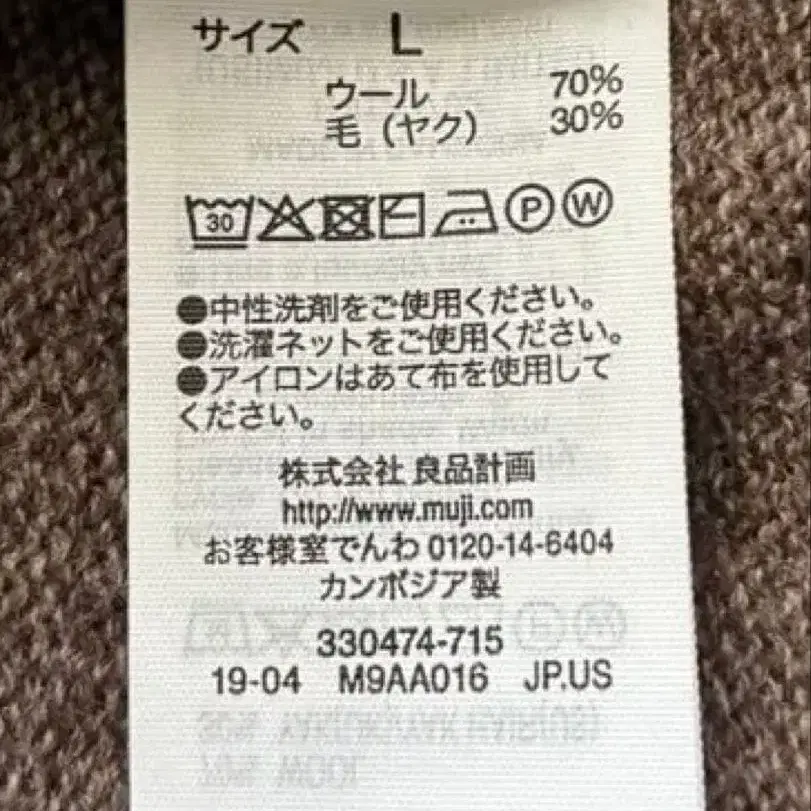 サイズ L
ウール 70%
毛（ヤク） 30%
30 P W
●中性洗剤をご使用ください。
●洗濯ネットをご使用ください。
●アイロンはあて布を使用して
ください。
株式会社 良品計画
http://www.muji.com
お客様室でんわ 0120-14-6404
カンボジア製
330474-715
19-04 M9AA016 JP.US